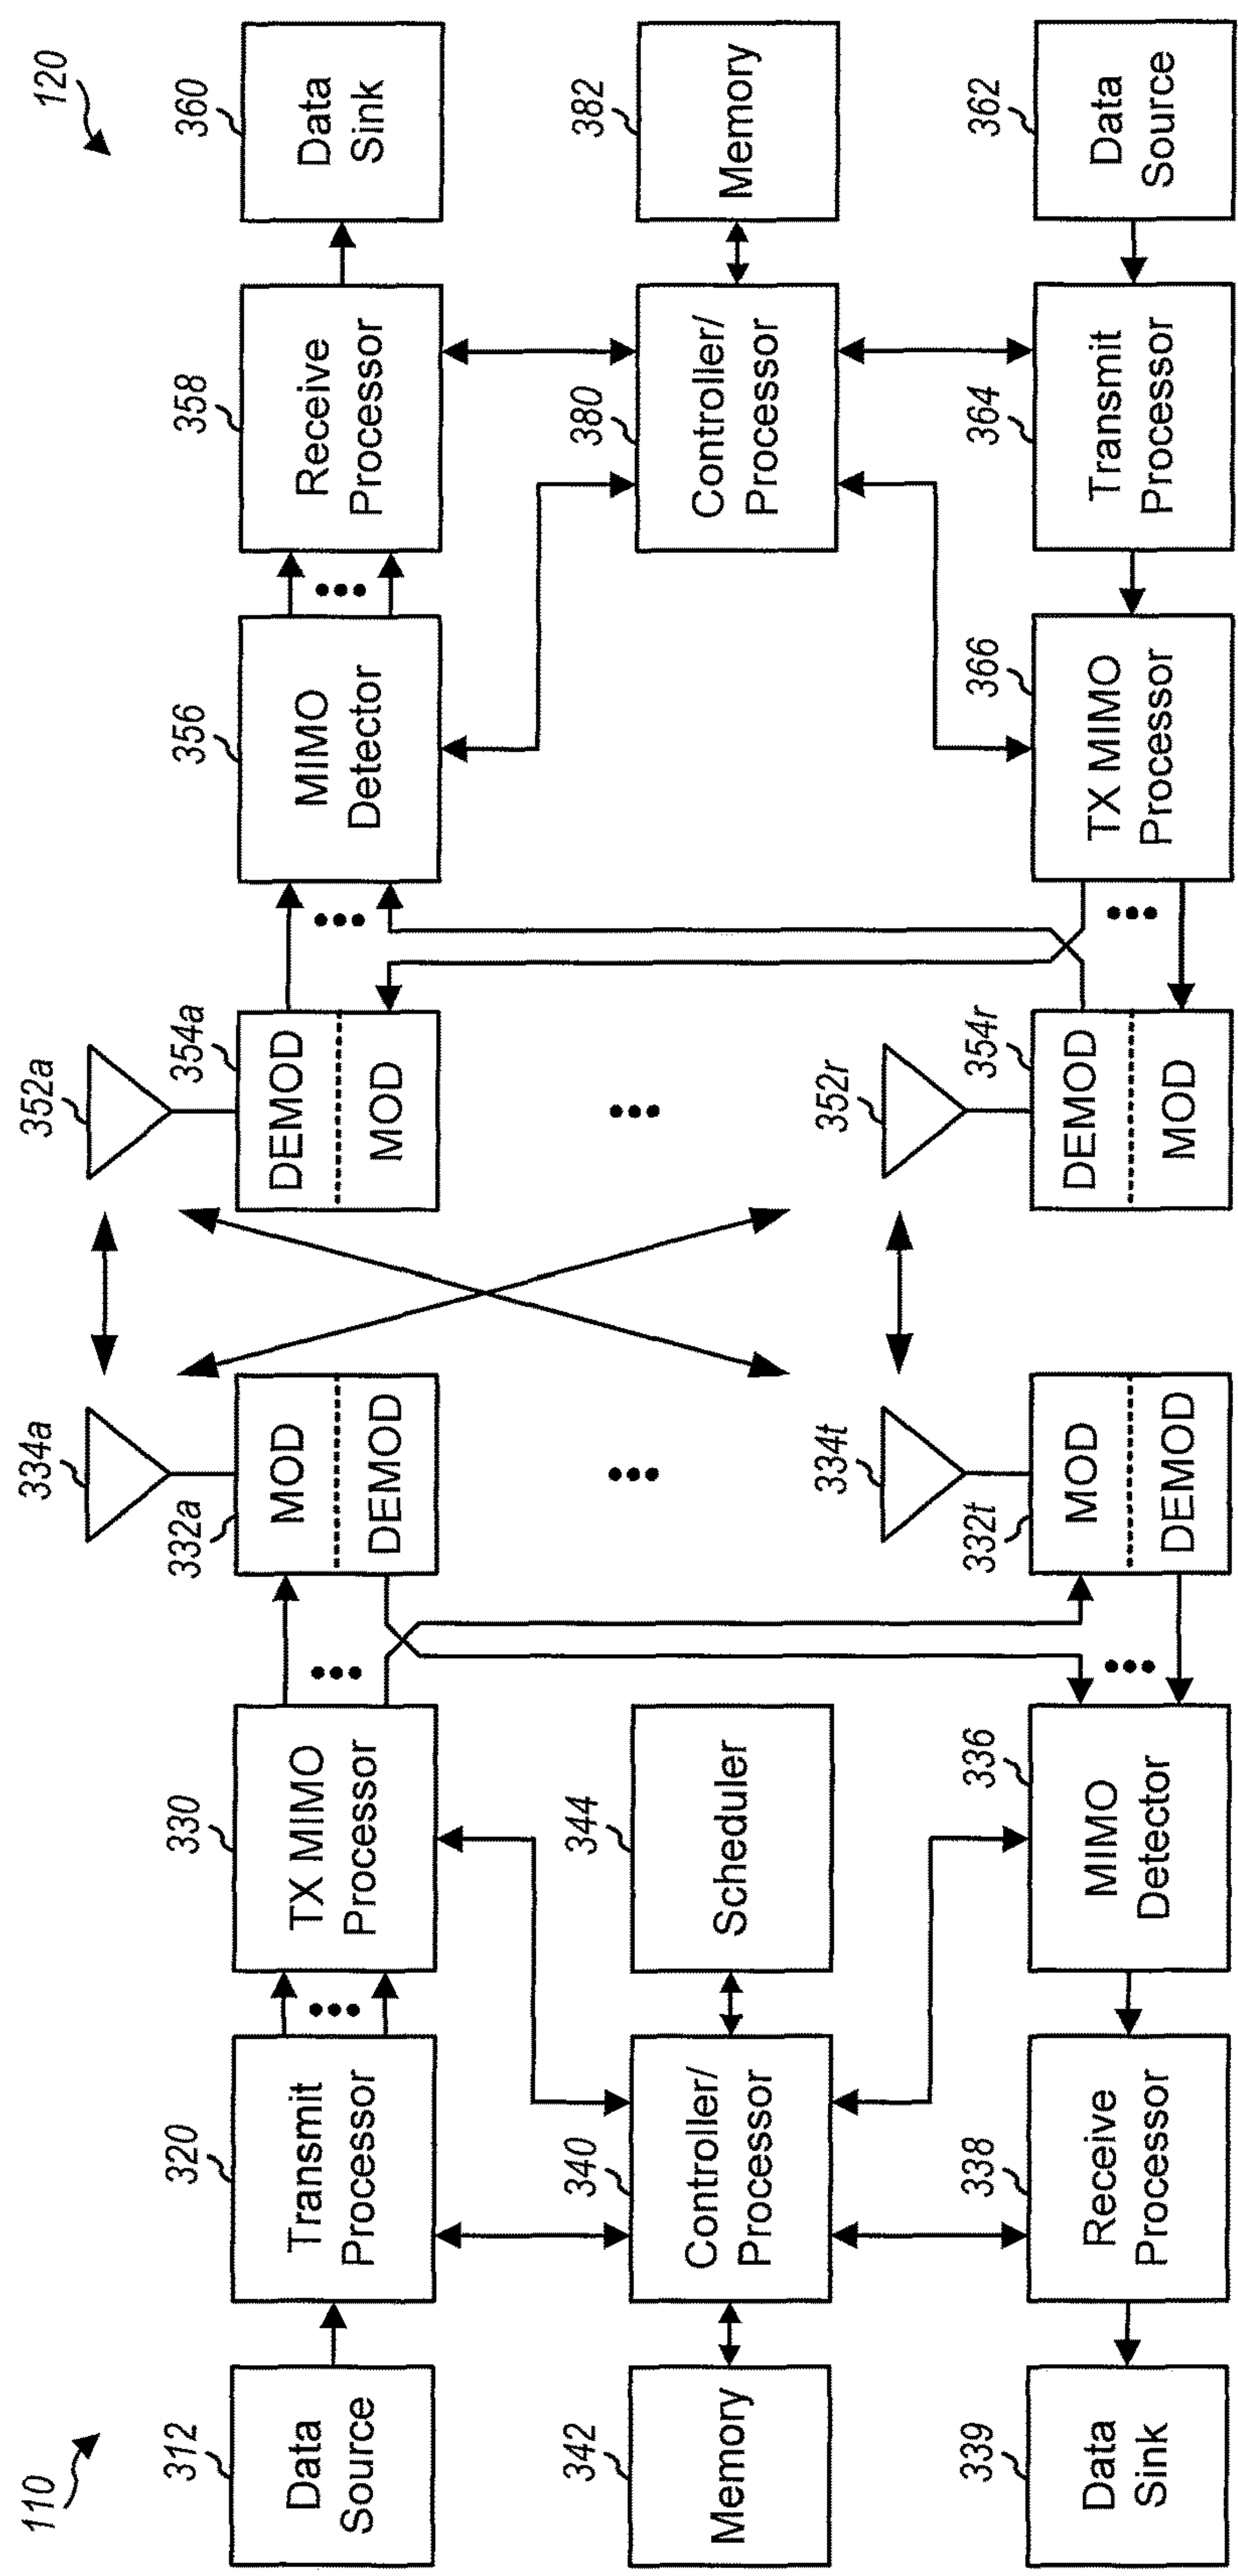 110
120
312
Data
Source
320
Transmit
Processor
330
TX MIMO
Processor
332a
MOD
DEMOD
334a
352a
354a
DEMOD
MOD
356
MIMO
Detector
358
Receive
Processor
360
Data
Sink
342
Memory
340
Controller/
Processor
344
Scheduler
380
Controller/
Processor
382
Memory
339
Data
Sink
338
Receive
Processor
336
MIMO
Detector
332t
MOD
DEMOD
334t
352r
354r
DEMOD
MOD
366
TX MIMO
Processor
364
Transmit
Processor
362
Data
Source